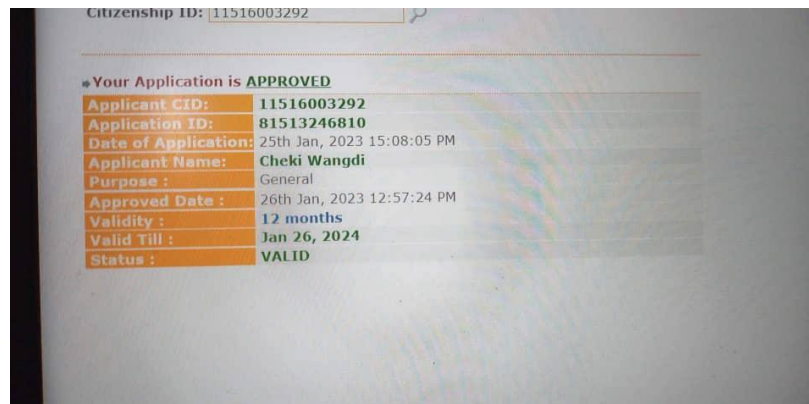 Citizenship ID: 11516003292
Your Application is APPROVED
Applicant CID: 11516003292
Application ID: 81513246810
Date of Application: 25th Jan, 2023 15:08:05 PM
Applicant Name: Cheki Wangdi
Purpose : General
Approved Date : 26th Jan, 2023 12:57:24 PM
Validity : 12 months
Valid Till : Jan 26, 2024
Status : VALID